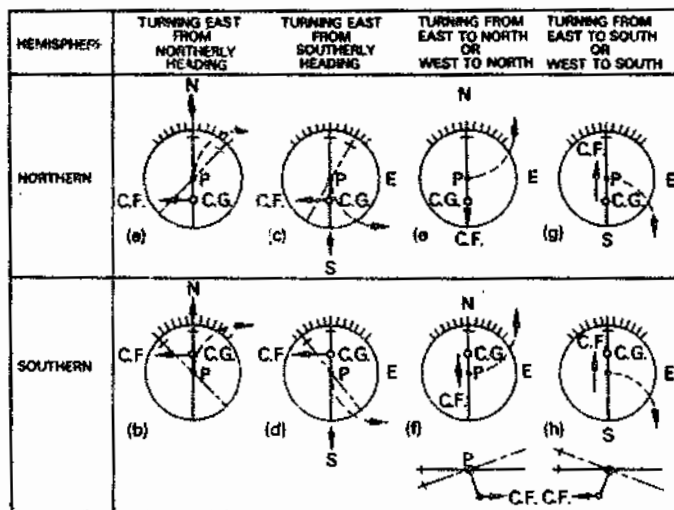 HEMISPHERE
TURNING EAST
FROM
NORTHERLY
HEADING
TURNING EAST
FROM
SOUTHERLY
HEADING
TURNING FROM
EAST TO NORTH
OR
WEST TO NORTH
TURNING FROM
EAST TO SOUTH
OR
WEST TO SOUTH
NORTHERN
N
P
C.F. C.G.
(a)
P E
C.F. C.G.
(c)
S
N
P E
C.G.
C.F.
(e)
C.F.
P E
C.G.
(g)
S
SOUTHERN
N
C.F. C.G.
P
(b)
C.F. C.G.
P E
(d)
S
N
C.G.
P E
C.F.
(f)
C.F.
C.G.
E
(h)
S
P
C.F. C.F.